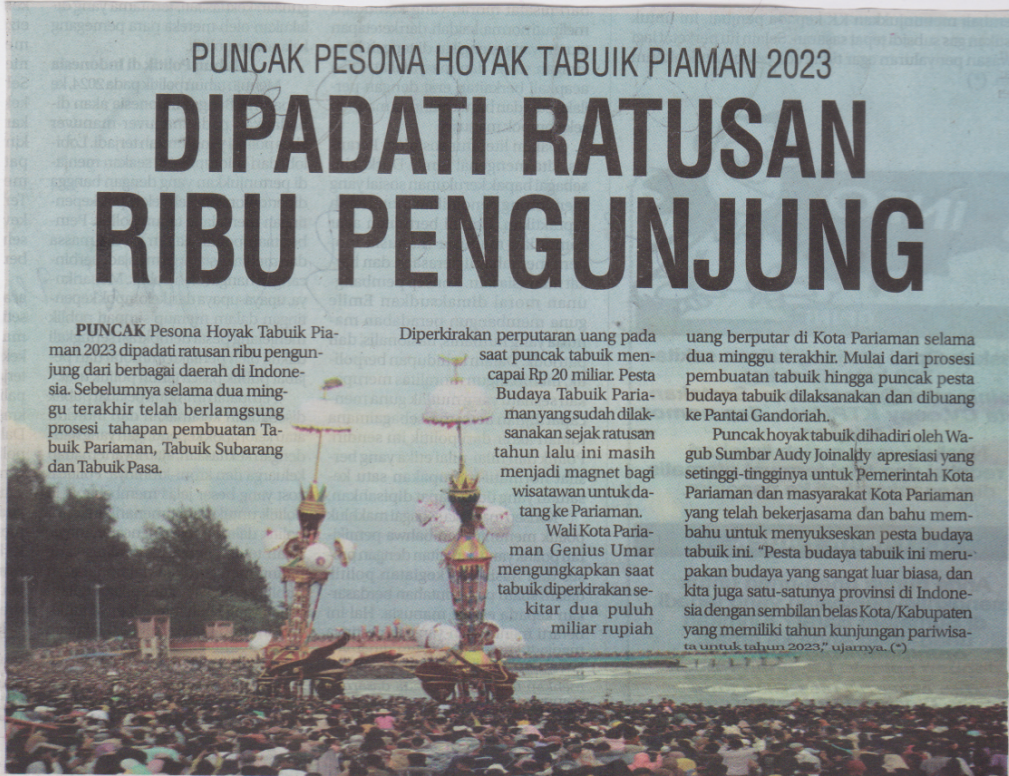 PUNCAK PESONA HOYAK TABUIK PIAMAN 2023
DIPADATI RATUSAN
RIBU PENGUNJUNG
PUNCAK Pesona Hoyak Tabuik Pia-
man 2023 dipadati ratusan ribu pengun-
jung dari berbagai daerah di Indone-
sia. Sebelumnya selama dua ming-
gu terakhir telah berlamgsung
prosesi tahapan pembuatan Ta-
buik Pariaman, Tabuik Subarang
dan Tabuik Pasa.
Diperkirakan perputaran uang pada
saat puncak tabuik men-
capai Rp 20 miliar. Pesta
Budaya Tabuik Paria-
man yang sudah dilak-
sanakan sejak ratusan
tahun lalu ini masih
menjadi magnet bagi
wisatawan untuk da-
tang ke Pariaman.
Wali Kota Paria-
man Genius Umar
mengungkapkan saat
tabuik diperkirakan se-
kitar dua puluh
miliar rupiah
uang berputar di Kota Pariaman selama
dua minggu terakhir. Mulai dari prosesi
pembuatan tabuik hingga puncak pesta
budaya tabuik dilaksanakan dan dibuang
ke Pantai Gandoriah.
Puncak hoyak tabuik dihadiri oleh Wa-
gub Sumbar Audy Joinaldy apresiasi yang
setinggi-tingginya untuk Pemerintah Kota
Pariaman dan masyarakat Kota Pariaman
yang telah bekerjasama dan bahu mem-
bahu untuk menyukseskan pesta budaya
tabuik ini. “Pesta budaya tabuik ini meru-
pakan budaya yang sangat luar biasa, dan
kita juga satu-satunya provinsi di Indone-
sia dengan sembilan belas Kota/Kabupaten
yang memiliki tahun kunjungan pariwisa-
ta untuk tahun 2023,” ujarnya. (*)